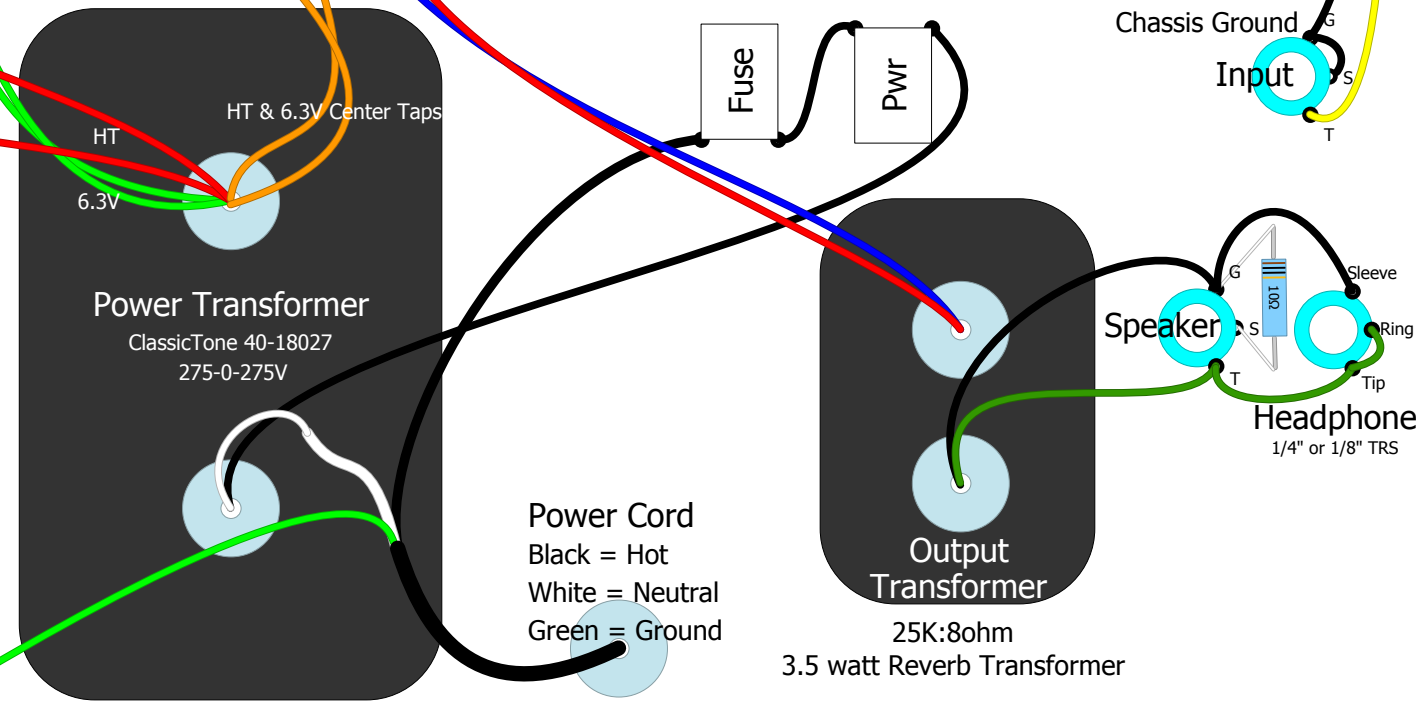 Chassis Ground
G
Input
S
T
Fuse
Pwr
HT & 6.3V Center Taps
HT
6.3V
Power Transformer
ClassicTone 40-18027
275-0-275V
G
Sleeve
10Ω
Speaker
S
Ring
T
Tip
Headphone
1/4" or 1/8" TRS
Power Cord
Black = Hot
White = Neutral
Green = Ground
Output
Transformer
25K:8ohm
3.5 watt Reverb Transformer